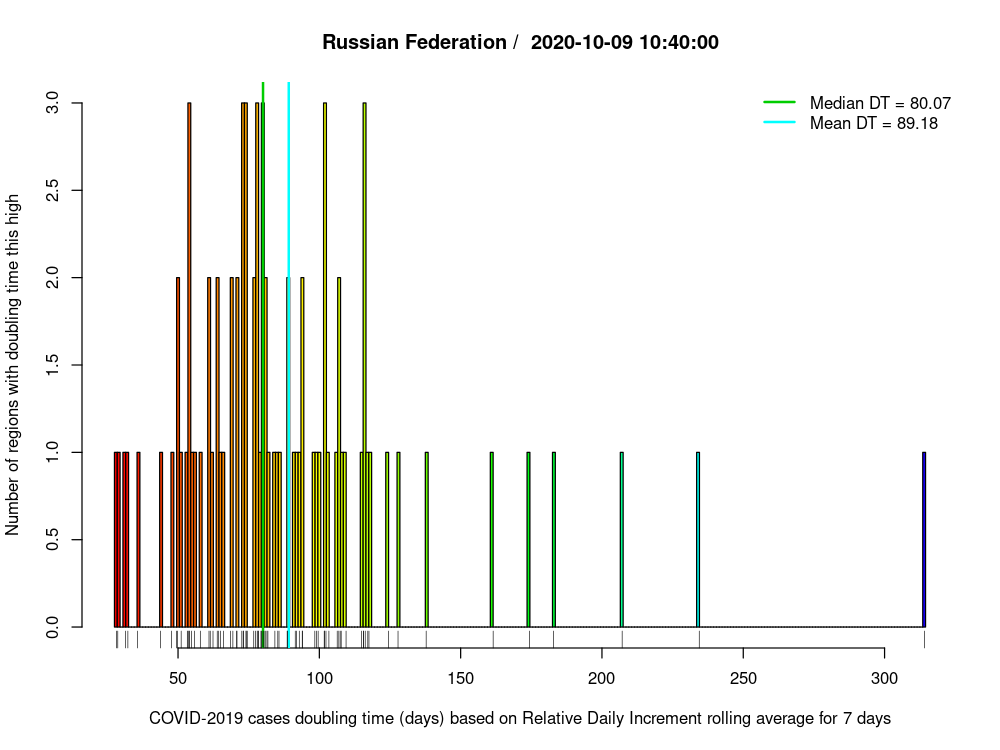 Russian Federation /  2020-10-09 10:40:00
Median DT = 80.07
Mean DT = 89.18
Number of regions with doubling time this high
3.0
2.5
2.0
1.5
1.0
0.5
0.0
50 100 150 200 250 300
COVID-2019 cases doubling time (days) based on Relative Daily Increment rolling average for 7 days